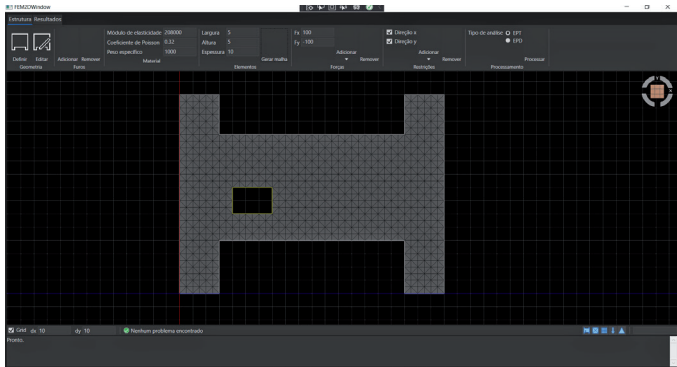 FEM2DWindow
Estrutura Resultados
Módulo de elasticidade 208000 Largura 5 Fx 100 Direção x Tipo de análise EPT
Coeficiente de Poisson 0.32 Altura 5 Fy -100 Direção y EPD
Peso específico 1000 Espessura 10 Adicionar Adicionar
Definir Editar Adicionar Remover Gerar malha Remover Remover Processar
Geometria Furos Material Elementos Forças Restrições Processamento
Grid dx 10 dy 10 Nenhum problema encontrado
Pronto.